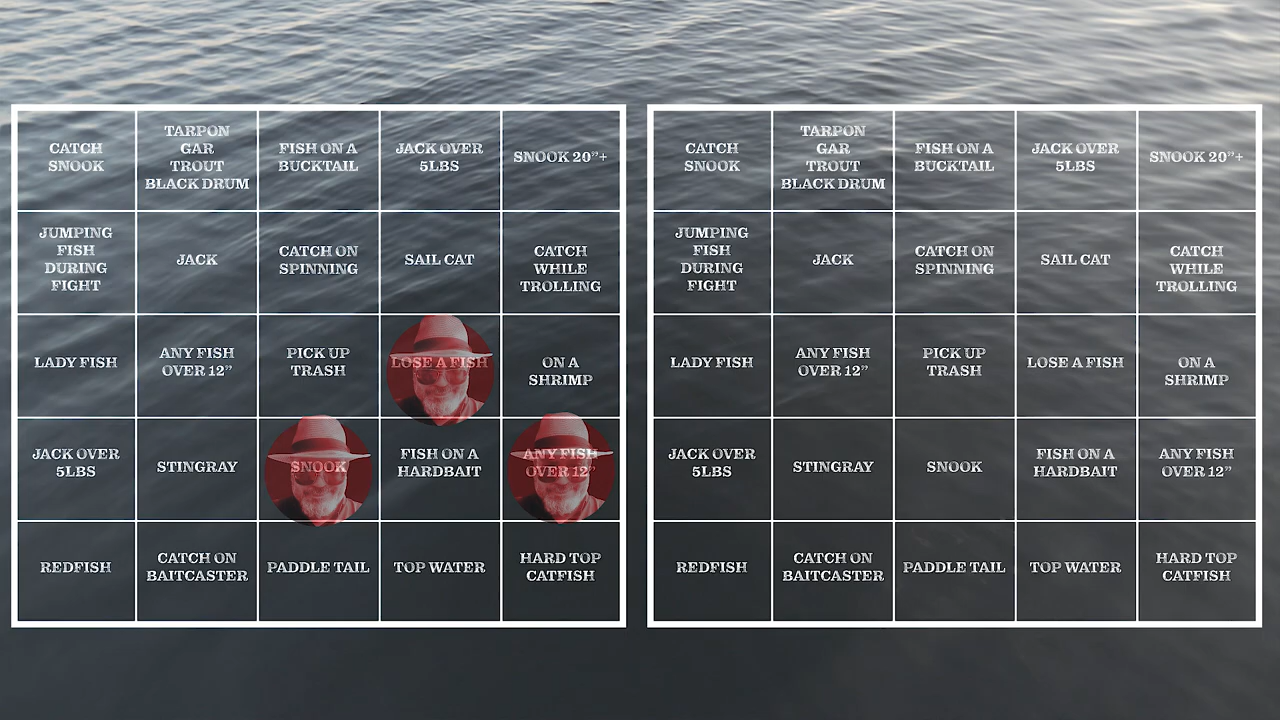 CATCH
SNOOK
TARPON
GAR
TROUT
BLACK DRUM
FISH ON A
BUCKTAIL
JACK OVER
5LBS
SNOOK 20”+
JUMPING
FISH
DURING
FIGHT
JACK
CATCH ON
SPINNING
SAIL CAT
CATCH
WHILE
TROLLING
LADY FISH
ANY FISH
OVER 12”
PICK UP
TRASH
LOSE A FISH
ON A
SHRIMP
JACK OVER
5LBS
STINGRAY
SNOOK
FISH ON A
HARDBAIT
ANY FISH
OVER 12”
REDFISH
CATCH ON
BAITCASTER
PADDLE TAIL
TOP WATER
HARD TOP
CATFISH
CATCH
SNOOK
TARPON
GAR
TROUT
BLACK DRUM
FISH ON A
BUCKTAIL
JACK OVER
5LBS
SNOOK 20”+
JUMPING
FISH
DURING
FIGHT
JACK
CATCH ON
SPINNING
SAIL CAT
CATCH
WHILE
TROLLING
LADY FISH
ANY FISH
OVER 12”
PICK UP
TRASH
LOSE A FISH
ON A
SHRIMP
JACK OVER
5LBS
STINGRAY
SNOOK
FISH ON A
HARDBAIT
ANY FISH
OVER 12”
REDFISH
CATCH ON
BAITCASTER
PADDLE TAIL
TOP WATER
HARD TOP
CATFISH